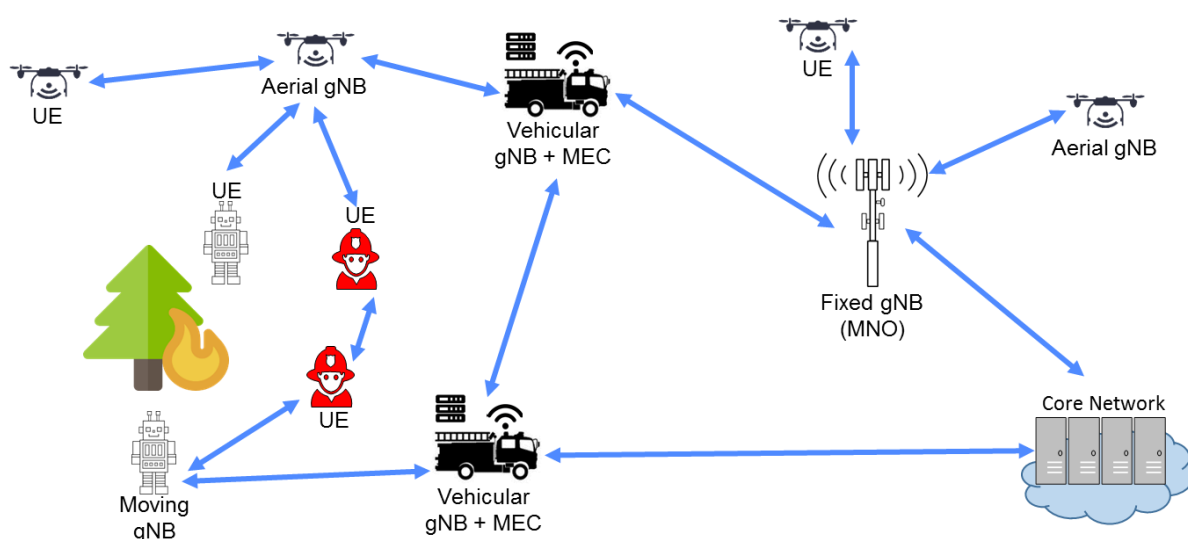 UE
Aerial gNB
Vehicular
gNB + MEC
UE
Aerial gNB
UE
UE
Fixed gNB
(MNO)
UE
Moving
gNB
Vehicular
gNB + MEC
Core Network